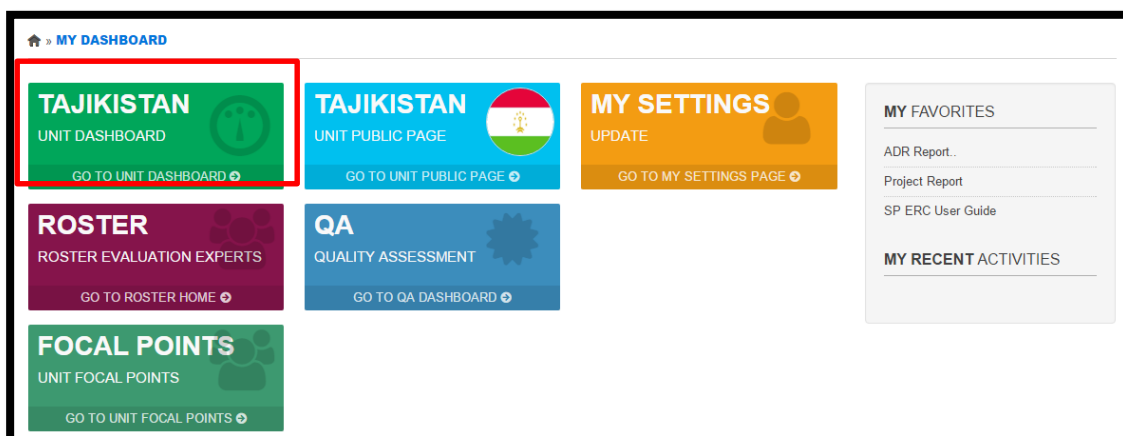 » MY DASHBOARD
TAJIKISTAN
UNIT DASHBOARD
GO TO UNIT DASHBOARD
TAJIKISTAN
UNIT PUBLIC PAGE
GO TO UNIT PUBLIC PAGE
MY SETTINGS
UPDATE
GO TO MY SETTINGS PAGE
ROSTER
ROSTER EVALUATION EXPERTS
GO TO ROSTER HOME
QA
QUALITY ASSESSMENT
GO TO QA DASHBOARD
FOCAL POINTS
UNIT FOCAL POINTS
GO TO UNIT FOCAL POINTS
MY FAVORITES
ADR Report..
Project Report
SP ERC User Guide
MY RECENT ACTIVITIES